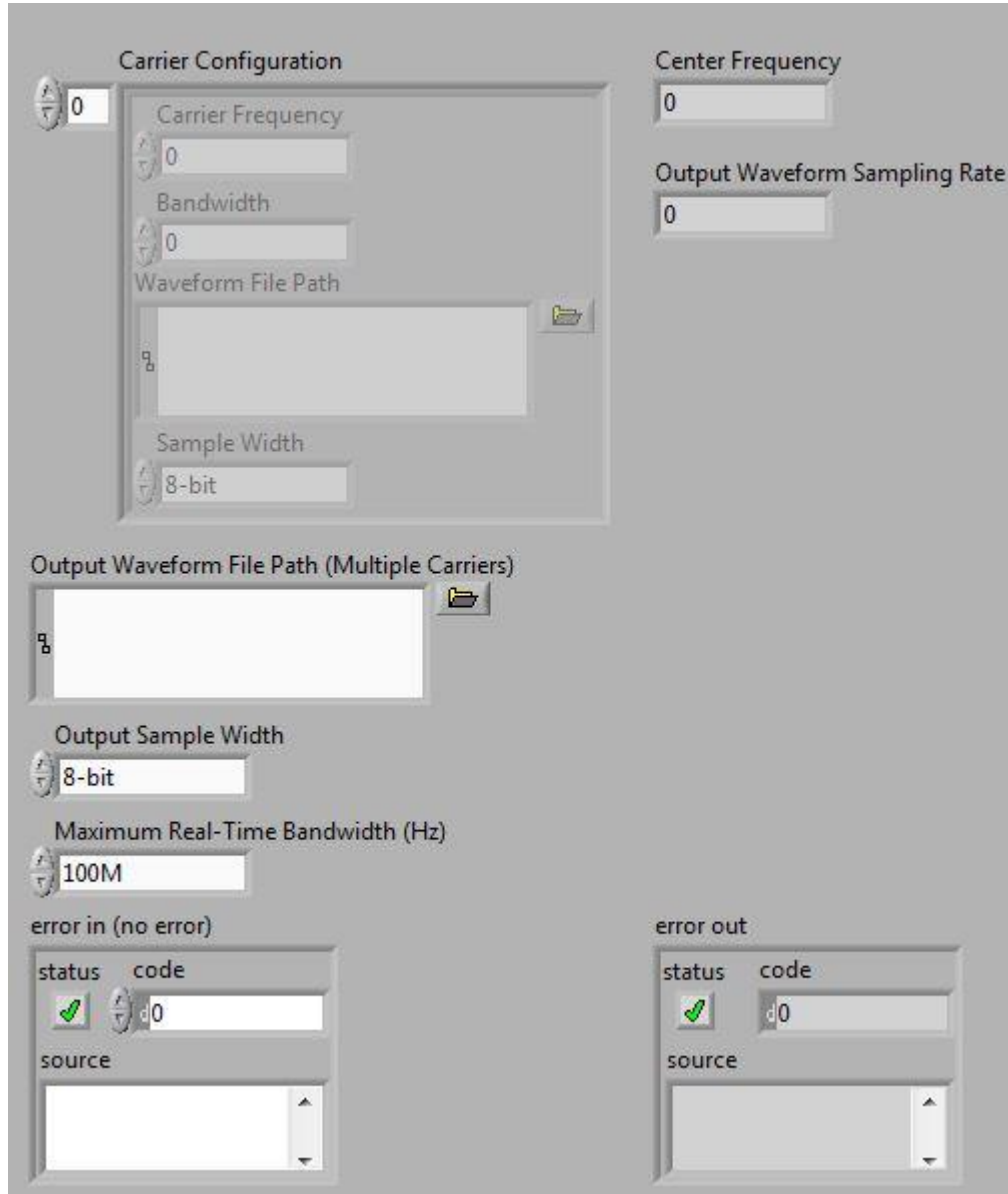 Carrier Configuration
0
Carrier Frequency
0
Bandwidth
0
Waveform File Path
Sample Width
8-bit
Center Frequency
0
Output Waveform Sampling Rate
0
Output Waveform File Path (Multiple Carriers)
Output Sample Width
8-bit
Maximum Real-Time Bandwidth (Hz)
100M
error in (no error)
status code
d0
source
error out
status code
d0
source